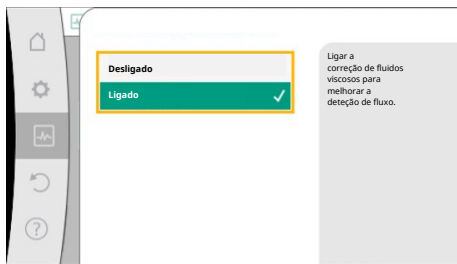 Desligado
Ligado
Ligar a
correção de fluidos
viscosos para
melhorar a
deteção de fluxo.